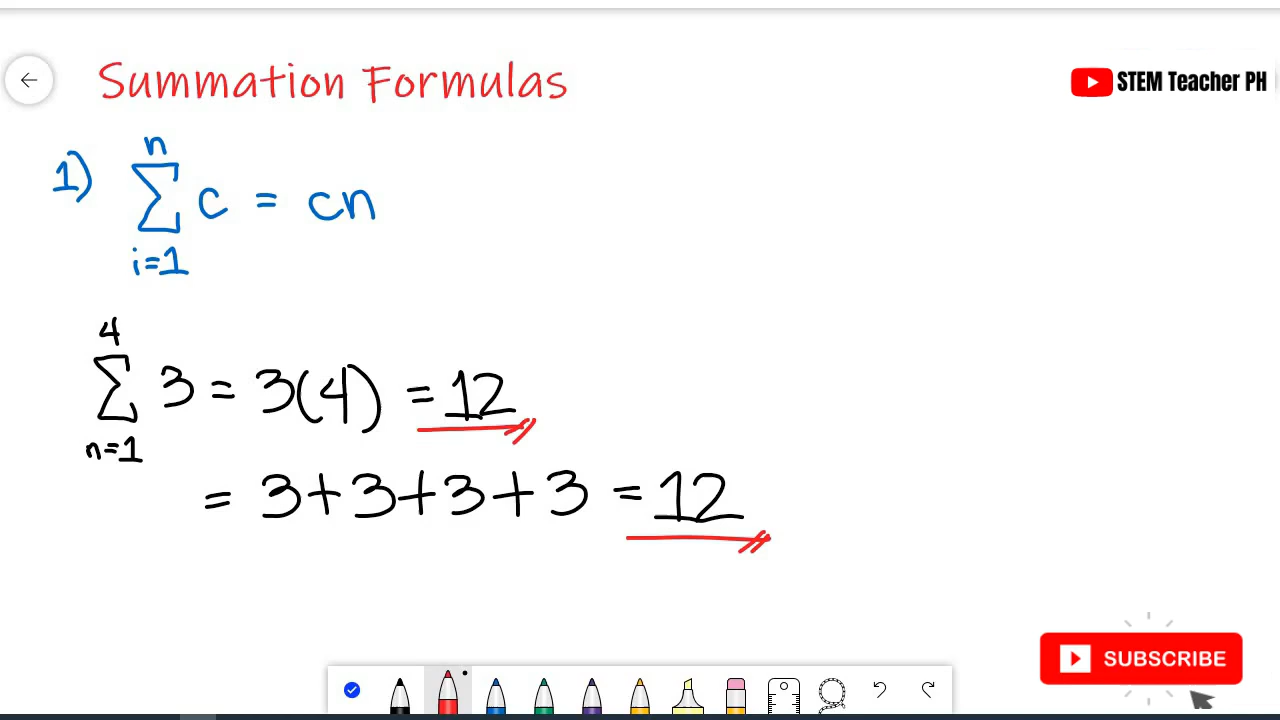 Summation Formulas
STEM Teacher PH
1) n∑i=1 c = cn
4∑n=1 3 = 3(4) = 12
= 3+3+3+3 = 12
SUBSCRIBE